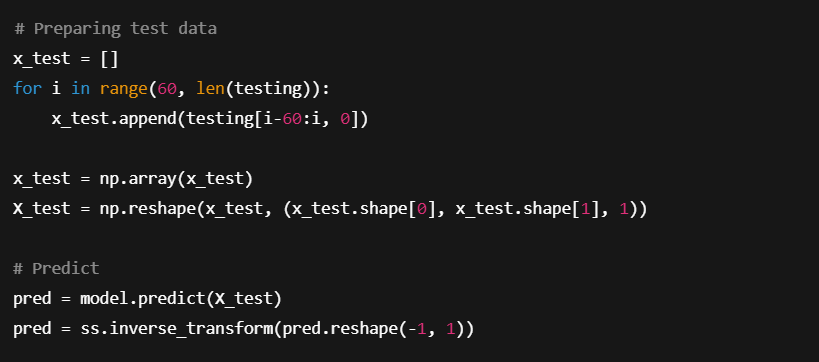 # Preparing test data
x_test = []
for i in range(60, len(testing)):
    x_test.append(testing[i-60:i, 0])
x_test = np.array(x_test)
X_test = np.reshape(x_test, (x_test.shape[0], x_test.shape[1], 1))
# Predict
pred = model.predict(X_test)
pred = ss.inverse_transform(pred.reshape(-1, 1))